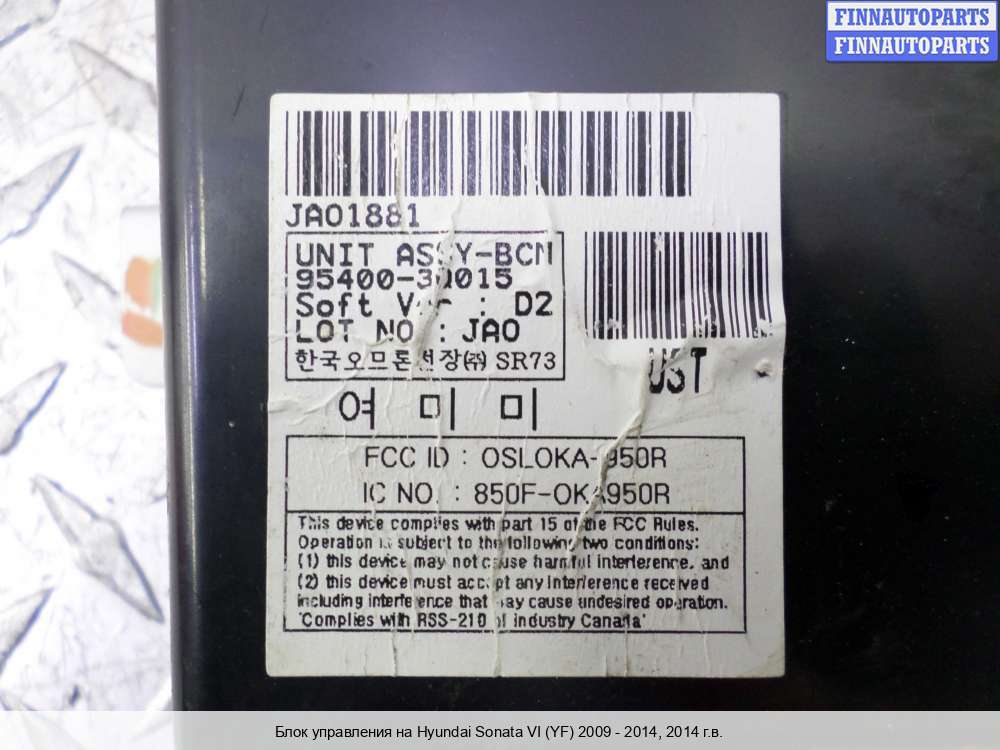 FINNAUTOPARTS
FINNAUTOPARTS
JAO1881
UNIT ASSY-BCM
95400-3Q015
Soft Ver : D2
LOT NO : JAO
한국오므론전장㈜ SR73
UST
여 미 미
FCC ID : OSLOKA-950R
IC NO. : 850F-OKA950R
This device complies with part 15 of the FCC Rules.
Operation is subject to the following two conditions:
(1) this device may not cause harmful interference, and
(2) this device must accept any interference received
including interference that may cause undesired operation.
"Complies with RSS-210 of Industry Canada"
Блок управления на Hyundai Sonata VI (YF) 2009 - 2014, 2014 г.в.